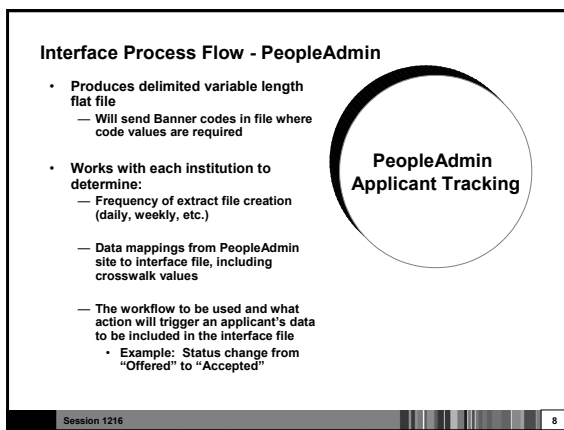 Interface Process Flow - PeopleAdmin
• Produces delimited variable length
flat file
— Will send Banner codes in file where
code values are required
• Works with each institution to
determine:
— Frequency of extract file creation
(daily, weekly, etc.)
— Data mappings from PeopleAdmin
site to interface file, including
crosswalk values
— The workflow to be used and what
action will trigger an applicant's data
to be included in the interface file
• Example: Status change from
"Offered" to "Accepted"
PeopleAdmin
Applicant Tracking
Session 1216
8